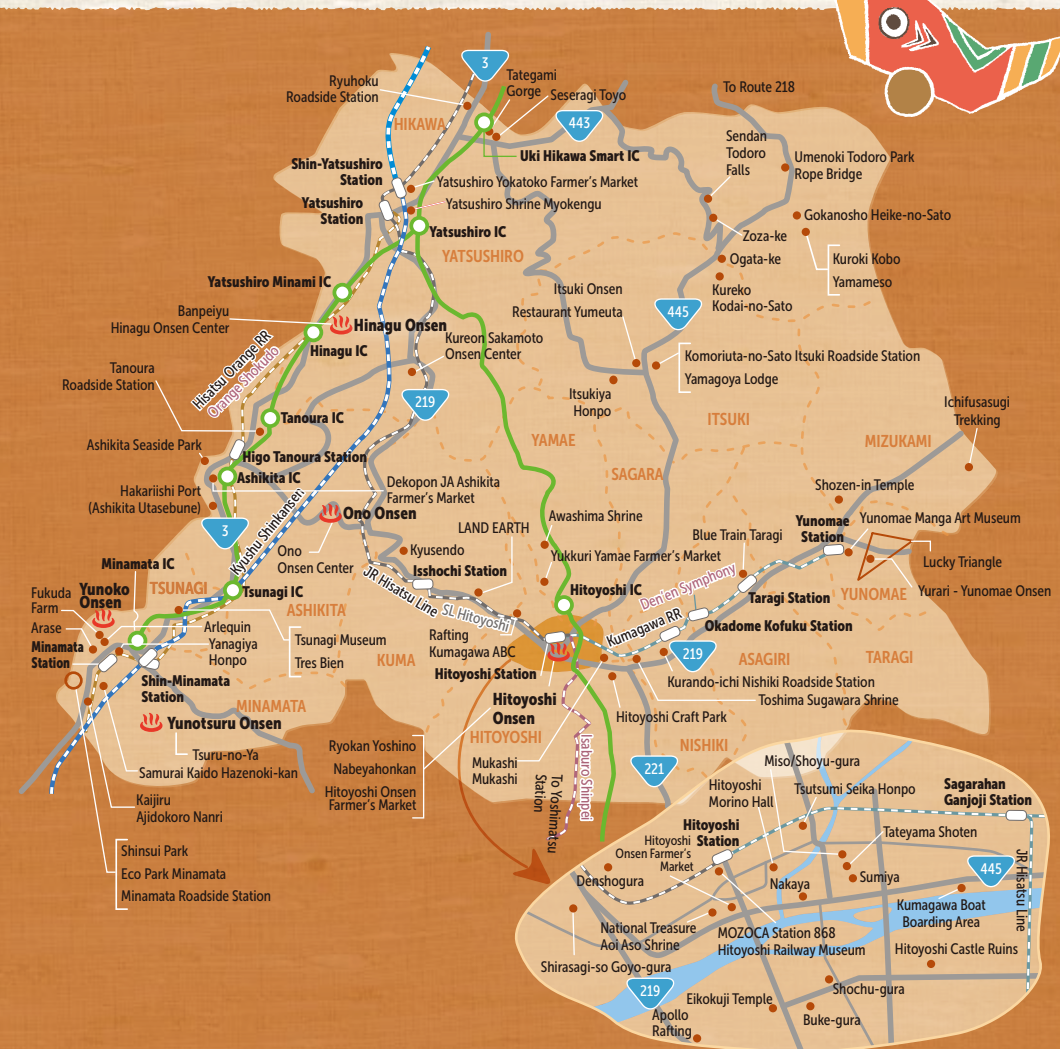 3
Ryuhoku
Roadside Station
Tategami
Gorge
Seseragi Toyo
HIKAWA
443
To Route 218
Uki Hikawa Smart IC
Sendan
Todoro
Falls
Umenoki Todoro Park
Rope Bridge
Shin-Yatsushiro
Station
Yatsushiro Yokatoko Farmer's Market
Yatsushiro
Station
Yatsushiro Shrine Myokengu
Gokanosho Heike-no-Sato
Yatsushiro IC
Zoza-ke
YATSUSHIRO
Ogata-ke
Kuroki Kobo
Yamameso
Yatsushiro Minami IC
Itsuki Onsen
Kureko
Kodai-no-Sato
Restaurant Yumeuta
445
Banpeiyu
Hinagu Onsen Center
Hinagu Onsen
Hinagu IC
Kureon Sakamoto
Onsen Center
Hisatsu Orange RR
Orange Shokudo
Komoriuta-no-Sato Itsuki Roadside Station
Yamagoya Lodge
Tanoura
Roadside Station
Itsukiya
Honpo
219
Tanoura IC
ITSUKI
Ichifusasugi
Trekking
YAMAE
MIZUKAMI
Ashikita Seaside Park
Higo Tanoura Station
Ashikita IC
SAGARA
Hakariishi Port
(Ashikita Utasebune)
Dekopon JA Ashikita
Farmer's Market
Shozen-in Temple
3
Kyushu Shinkansen
Ono Onsen
LAND EARTH
Awashima Shrine
Yunomae
Station
Yunomae Manga Art Museum
Blue Train Taragi
Ono
Onsen Center
Kyusendo
Yukkuri Yamae Farmer's Market
Lucky Triangle
Minamata IC
Isshochi Station
JR Hisatsu Line
SL Hitoyoshi
Hitoyoshi IC
Den'en Symphony
Taragi Station
YUNOMAE
Yurari - Yunomae Onsen
TSUNAGI
Tsunagi IC
Yunoko
Onsen
Fukuda
Farm
ASHIKITA
Kumagawa RR
Okadome Kofuku Station
Arase
Arlequin
Yanagiya
Honpo
Tsunagi Museum
Tres Bien
Rafting
Kumagawa ABC
Minamata
Station
KUMA
219
ASAGIRI
TARAGI
Hitoyoshi Station
Kurando-ichi Nishiki Roadside Station
Shin-Minamata
Station
Hitoyoshi
Onsen
Toshima Sugawara Shrine
MINAMATA
Hitoyoshi Craft Park
Yunotsuru Onsen
HITOYOSHI
Isaburo Shinpei
NISHIKI
Ryokan Yoshino
Nabeyahonkan
Hitoyoshi Onsen
Farmer's Market
Tsuru-no-Ya
Samurai Kaido Hazenoki-kan
Mukashi
Mukashi
To Yoshimatsu
Station
221
Kaijiru
Ajidokoro Nanri
Shinsui Park
Eco Park Minamata
Minamata Roadside Station
Miso/Shoyu-gura
Hitoyoshi
Morino Hall
Tsutsumi Seika Honpo
Sagarahan
Ganjoji Station
Hitoyoshi
Station
Tateyama Shoten
Hitoyoshi
Onsen Farmer's
Market
445
JR Hisatsu Line
Denshogura
Nakaya
Sumiya
Kumagawa Boat
Boarding Area
National Treasure
Aoi Aso Shrine
MOZOCA Station 868
Hitoyoshi Railway Museum
Hitoyoshi Castle Ruins
Shirasagi-so Goyo-gura
219
Shochu-gura
Eikokuji Temple
Apollo
Rafting
Buke-gura